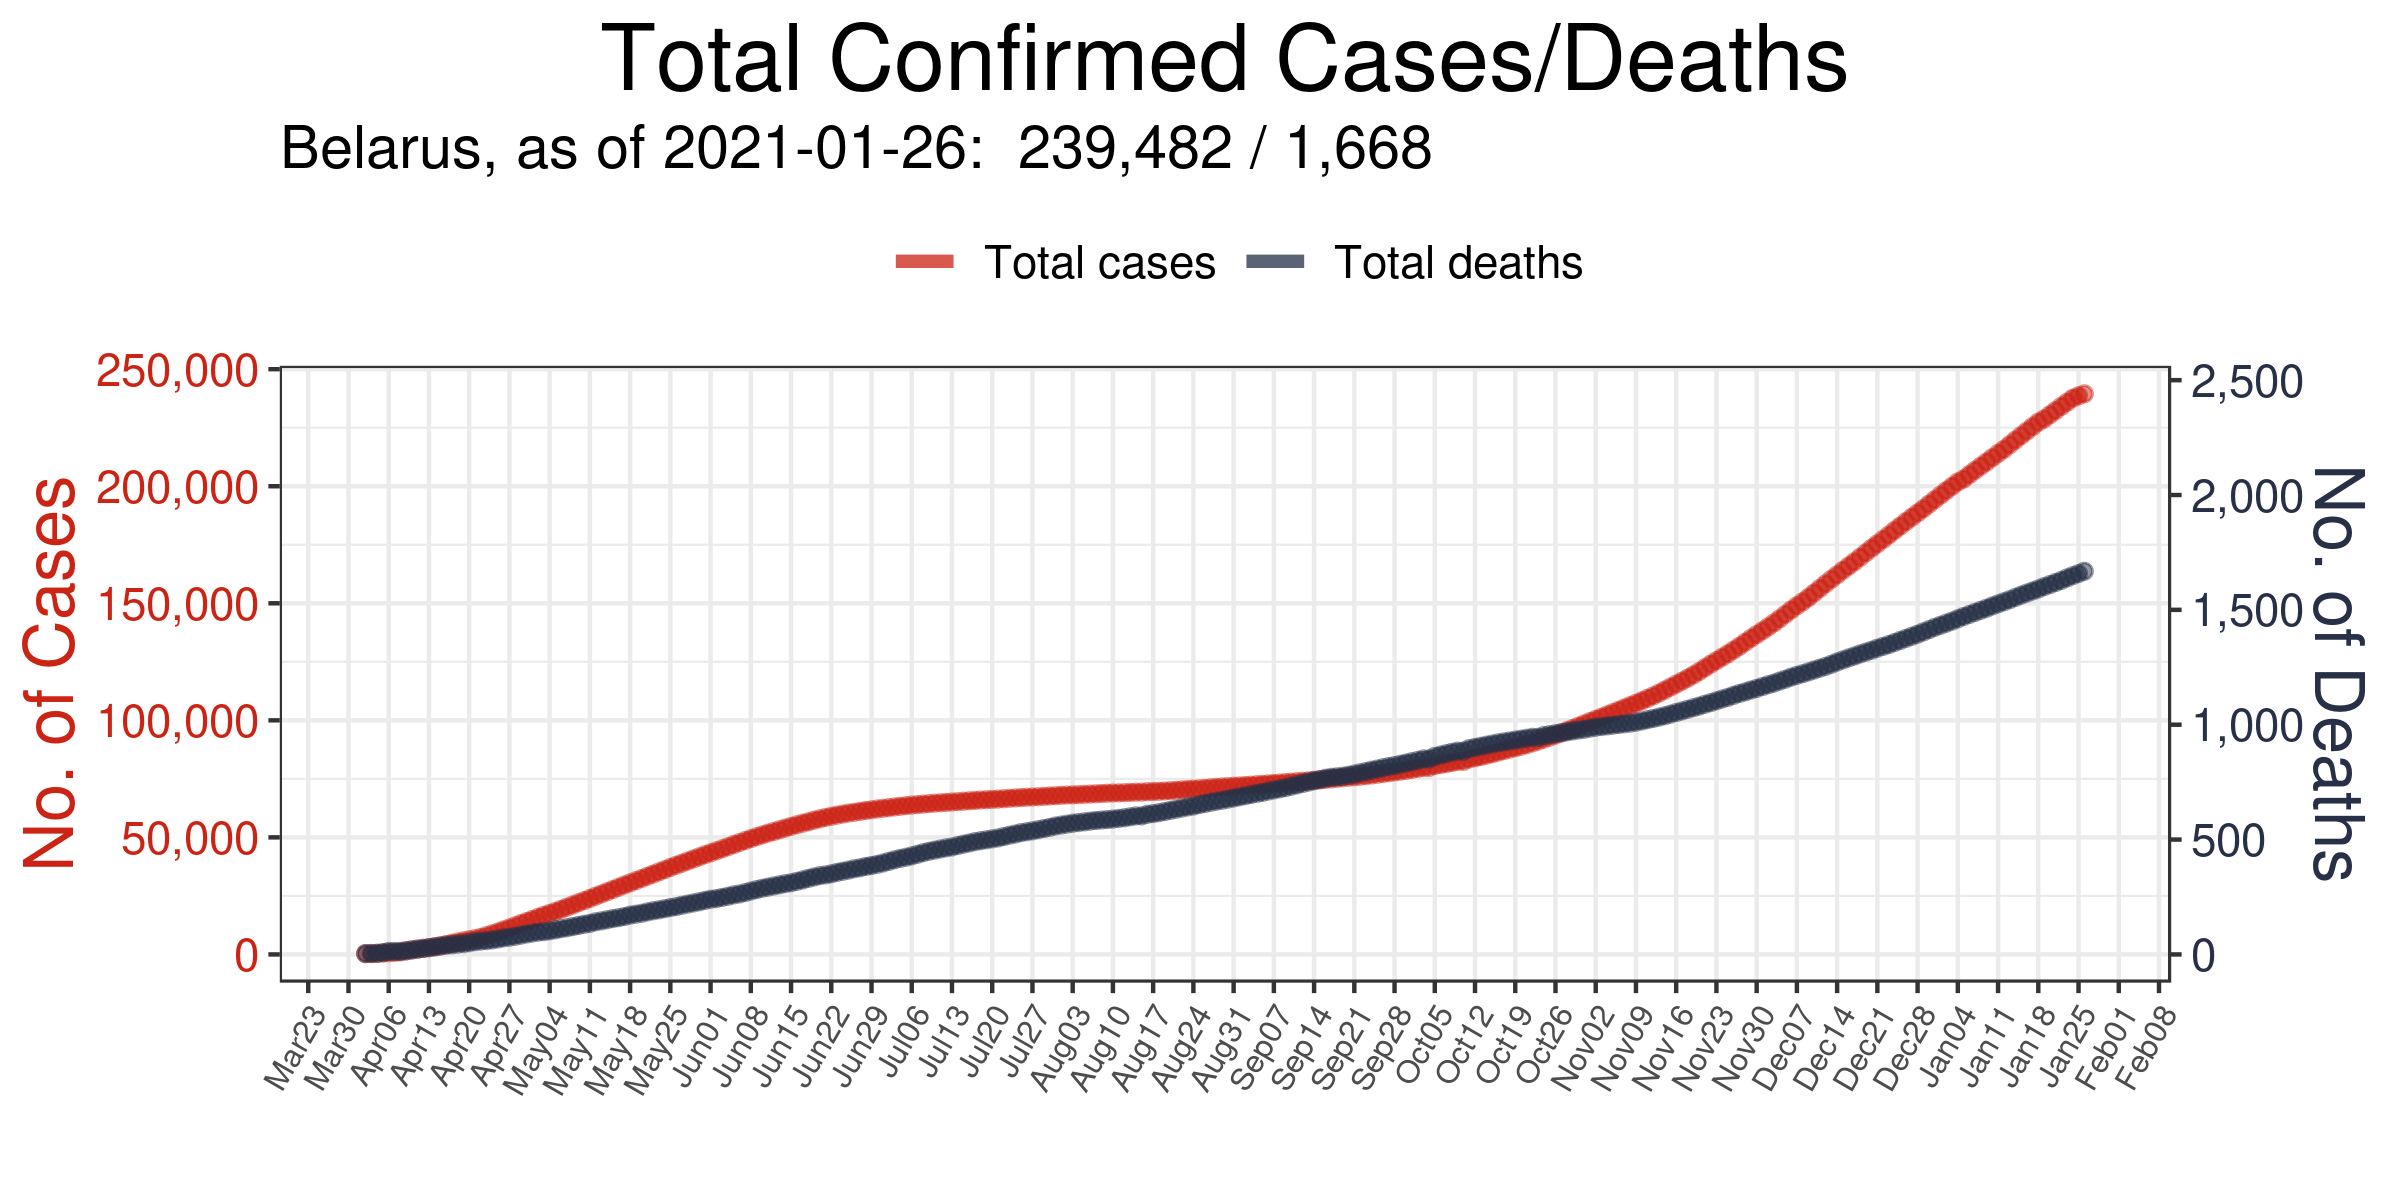 Total Confirmed Cases/Deaths
Belarus, as of 2021-01-26:  239,482 / 1,668
Total cases
Total deaths
No. of Cases
250,000
200,000
150,000
100,000
50,000
0
2,500
2,000
1,500
1,000
500
0
No. of Deaths
Mar23
Mar30
Apr06
Apr13
Apr20
Apr27
May04
May11
May18
May25
Jun01
Jun08
Jun15
Jun22
Jun29
Jul06
Jul13
Jul20
Jul27
Aug03
Aug10
Aug17
Aug24
Aug31
Sep07
Sep14
Sep21
Sep28
Oct05
Oct12
Oct19
Oct26
Nov02
Nov09
Nov16
Nov23
Nov30
Dec07
Dec14
Dec21
Dec28
Jan04
Jan11
Jan18
Jan25
Feb01
Feb08